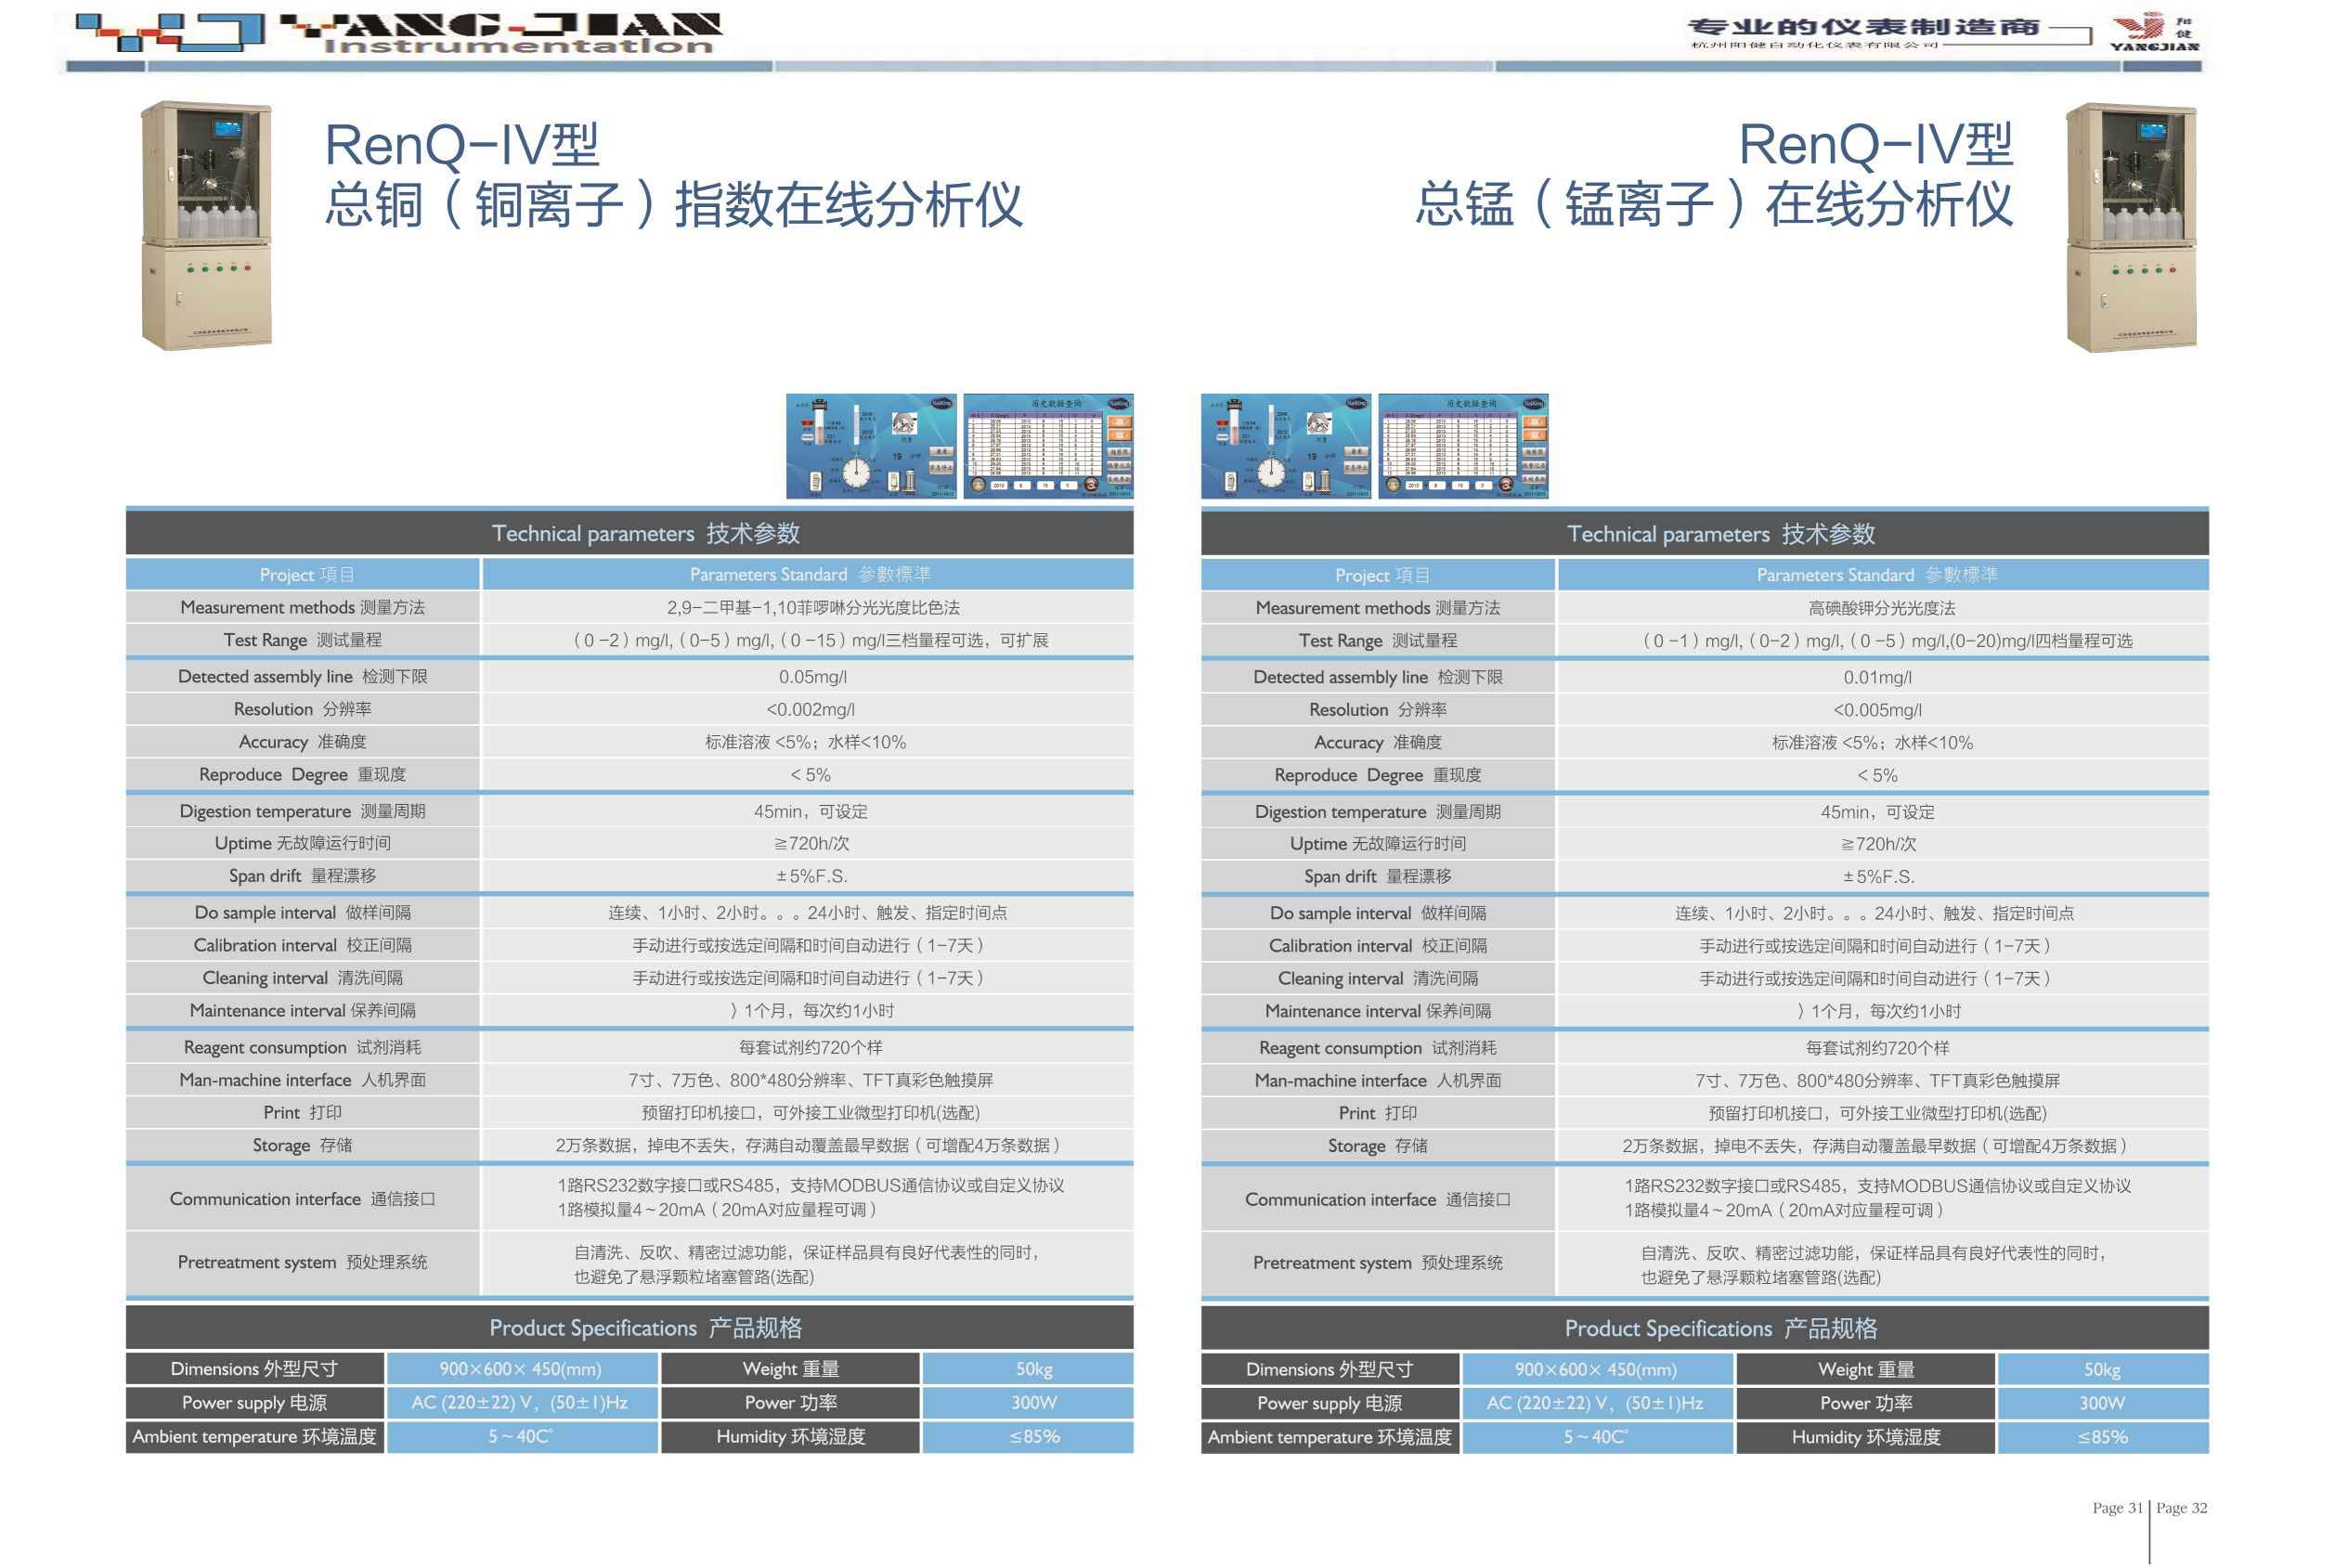 YANG-JIAN
Instrumentation
专业的仪表制造商
杭州阳健自动化仪表有限公司
阳健
YANGJIAN
RenQ-IV型
总铜（铜离子）指数在线分析仪
历史数据查询
Technical parameters 技术参数
Project 項目 Parameters Standard 參數標準
Measurement methods 测量方法 2,9-二甲基-1,10菲啰啉分光光度比色法
Test Range 测试量程 （0-2）mg/l,（0-5）mg/l,（0-15）mg/l三档量程可选，可扩展
Detected assembly line 检测下限 0.05mg/l
Resolution 分辨率 <0.002mg/l
Accuracy 准确度 标准溶液 <5%；水样<10%
Reproduce Degree 重现度 < 5%
Digestion temperature 测量周期 45min，可设定
Uptime 无故障运行时间 ≧720h/次
Span drift 量程漂移 ±5%F.S.
Do sample interval 做样间隔 连续、1小时、2小时。。。24小时、触发、指定时间点
Calibration interval 校正间隔 手动进行或按选定间隔和时间自动进行（1-7天）
Cleaning interval 清洗间隔 手动进行或按选定间隔和时间自动进行（1-7天）
Maintenance interval 保养间隔 〉1个月，每次约1小时
Reagent consumption 试剂消耗 每套试剂约720个样
Man-machine interface 人机界面 7寸、7万色、800*480分辨率、TFT真彩色触摸屏
Print 打印 预留打印机接口，可外接工业微型打印机(选配)
Storage 存储 2万条数据，掉电不丢失，存满自动覆盖最早数据（可增配4万条数据）
Communication interface 通信接口 1路RS232数字接口或RS485，支持MODBUS通信协议或自定义协议
1路模拟量4～20mA（20mA对应量程可调）
Pretreatment system 预处理系统 自清洗、反吹、精密过滤功能，保证样品具有良好代表性的同时，
也避免了悬浮颗粒堵塞管路(选配)
Product Specifications 产品规格
Dimensions 外型尺寸 900×600× 450(mm) Weight 重量 50kg
Power supply 电源 AC (220±22) V，(50±1)Hz Power 功率 300W
Ambient temperature 环境温度 5～40C° Humidity 环境湿度 ≤85%
RenQ-IV型
总锰（锰离子）在线分析仪
历史数据查询
Technical parameters 技术参数
Project 項目 Parameters Standard 參數標準
Measurement methods 测量方法 高碘酸钾分光光度法
Test Range 测试量程 （0-1）mg/l,（0-2）mg/l,（0-5）mg/l,(0-20)mg/l四档量程可选
Detected assembly line 检测下限 0.01mg/l
Resolution 分辨率 <0.005mg/l
Accuracy 准确度 标准溶液 <5%；水样<10%
Reproduce Degree 重现度 < 5%
Digestion temperature 测量周期 45min，可设定
Uptime 无故障运行时间 ≧720h/次
Span drift 量程漂移 ±5%F.S.
Do sample interval 做样间隔 连续、1小时、2小时。。。24小时、触发、指定时间点
Calibration interval 校正间隔 手动进行或按选定间隔和时间自动进行（1-7天）
Cleaning interval 清洗间隔 手动进行或按选定间隔和时间自动进行（1-7天）
Maintenance interval 保养间隔 〉1个月，每次约1小时
Reagent consumption 试剂消耗 每套试剂约720个样
Man-machine interface 人机界面 7寸、7万色、800*480分辨率、TFT真彩色触摸屏
Print 打印 预留打印机接口，可外接工业微型打印机(选配)
Storage 存储 2万条数据，掉电不丢失，存满自动覆盖最早数据（可增配4万条数据）
Communication interface 通信接口 1路RS232数字接口或RS485，支持MODBUS通信协议或自定义协议
1路模拟量4～20mA（20mA对应量程可调）
Pretreatment system 预处理系统 自清洗、反吹、精密过滤功能，保证样品具有良好代表性的同时，
也避免了悬浮颗粒堵塞管路(选配)
Product Specifications 产品规格
Dimensions 外型尺寸 900×600× 450(mm) Weight 重量 50kg
Power supply 电源 AC (220±22) V，(50±1)Hz Power 功率 300W
Ambient temperature 环境温度 5～40C° Humidity 环境湿度 ≤85%
Page 31 Page 32